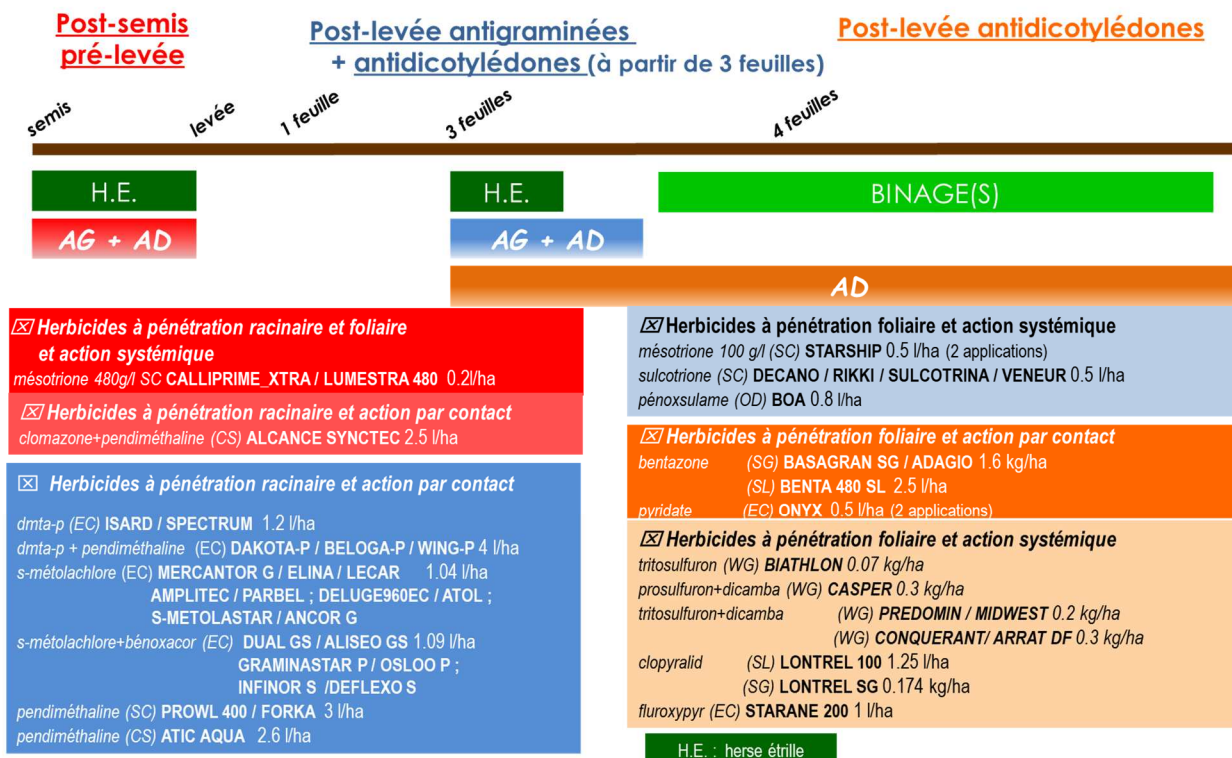 Post-semis
pré-levée
Post-levée antigraminées
+ antidicotylédones (à partir de 3 feuilles)
Post-levée antidicotylédones
semis
levée
1 feuille
3 feuilles
4 feuilles
H.E.
H.E.
BINAGE(S)
AG + AD
AG + AD
AD
☒ Herbicides à pénétration racinaire et foliaire
et action systémique
mésotrione 480g/l SC CALLIPRIME_XTRA / LUMESTRA 480 0.2l/ha
☒ Herbicides à pénétration racinaire et action par contact
clomazone+pendiméthaline (CS) ALCANCE SYNCTEC 2.5 l/ha
☒ Herbicides à pénétration racinaire et action par contact
dmta-p (EC) ISARD / SPECTRUM 1.2 l/ha
dmta-p + pendiméthaline (EC) DAKOTA-P / BELOGA-P / WING-P 4 l/ha
s-métolachlore (EC) MERCANTOR G / ELINA / LECAR 1.04 l/ha
AMPLITEC / PARBEL ; DELUGE960EC / ATOL ;
S-METOLASTAR / ANCOR G
s-métolachlore+bénoxacor (EC) DUAL GS / ALISEO GS 1.09 l/ha
GRAMINASTAR P / OSLOO P ;
INFINOR S /DEFLEXO S
pendiméthaline (SC) PROWL 400 / FORKA 3 l/ha
pendiméthaline (CS) ATIC AQUA 2.6 l/ha
☒ Herbicides à pénétration foliaire et action systémique
mésotrione 100 g/l (SC) STARSHIP 0.5 l/ha (2 applications)
sulcotrione (SC) DECANO / RIKKI / SULCOTRINA / VENEUR 0.5 l/ha
pénoxsulame (OD) BOA 0.8 l/ha
☒ Herbicides à pénétration foliaire et action par contact
bentazone (SG) BASAGRAN SG / ADAGIO 1.6 kg/ha
(SL) BENTA 480 SL 2.5 l/ha
pyridate (EC) ONYX 0.5 l/ha (2 applications)
☒ Herbicides à pénétration foliaire et action systémique
tritosulfuron (WG) BIATHLON 0.07 kg/ha
prosulfuron+dicamba (WG) CASPER 0.3 kg/ha
tritosulfuron+dicamba (WG) PREDOMIN / MIDWEST 0.2 kg/ha
(WG) CONQUERANT/ ARRAT DF 0.3 kg/ha
clopyralid (SL) LONTREL 100 1.25 l/ha
(SG) LONTREL SG 0.174 kg/ha
fluroxypyr (EC) STARANE 200 1 l/ha
H.E. : herse étrille